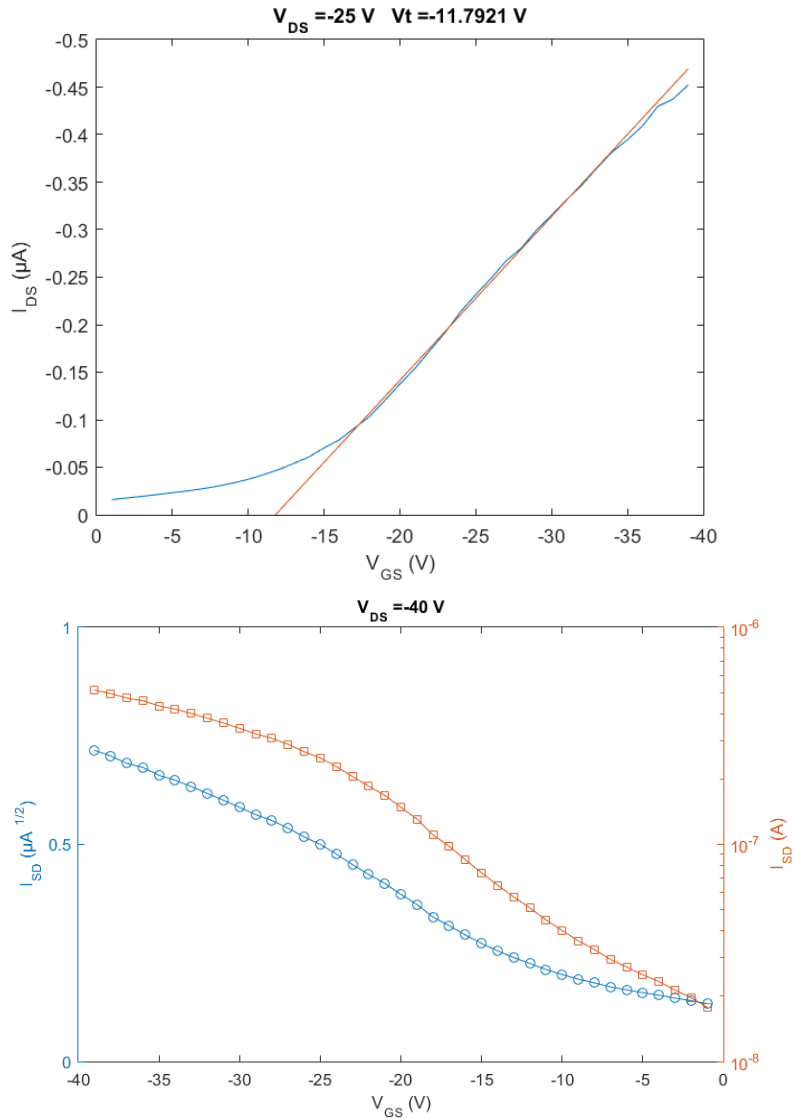 V_DS =-25 V Vt =-11.7921 V
-0.5
-0.45
-0.4
-0.35
-0.3
-0.25
-0.2
-0.15
-0.1
-0.05
0
I_DS (µA)
0 -5 -10 -15 -20 -25 -30 -35 -40
V_GS (V)
V_DS =-40 V
1
0.5
0
I_SD (µA^1/2)
10^-6
10^-7
10^-8
I_SD (A)
-40 -35 -30 -25 -20 -15 -10 -5 0
V_GS (V)